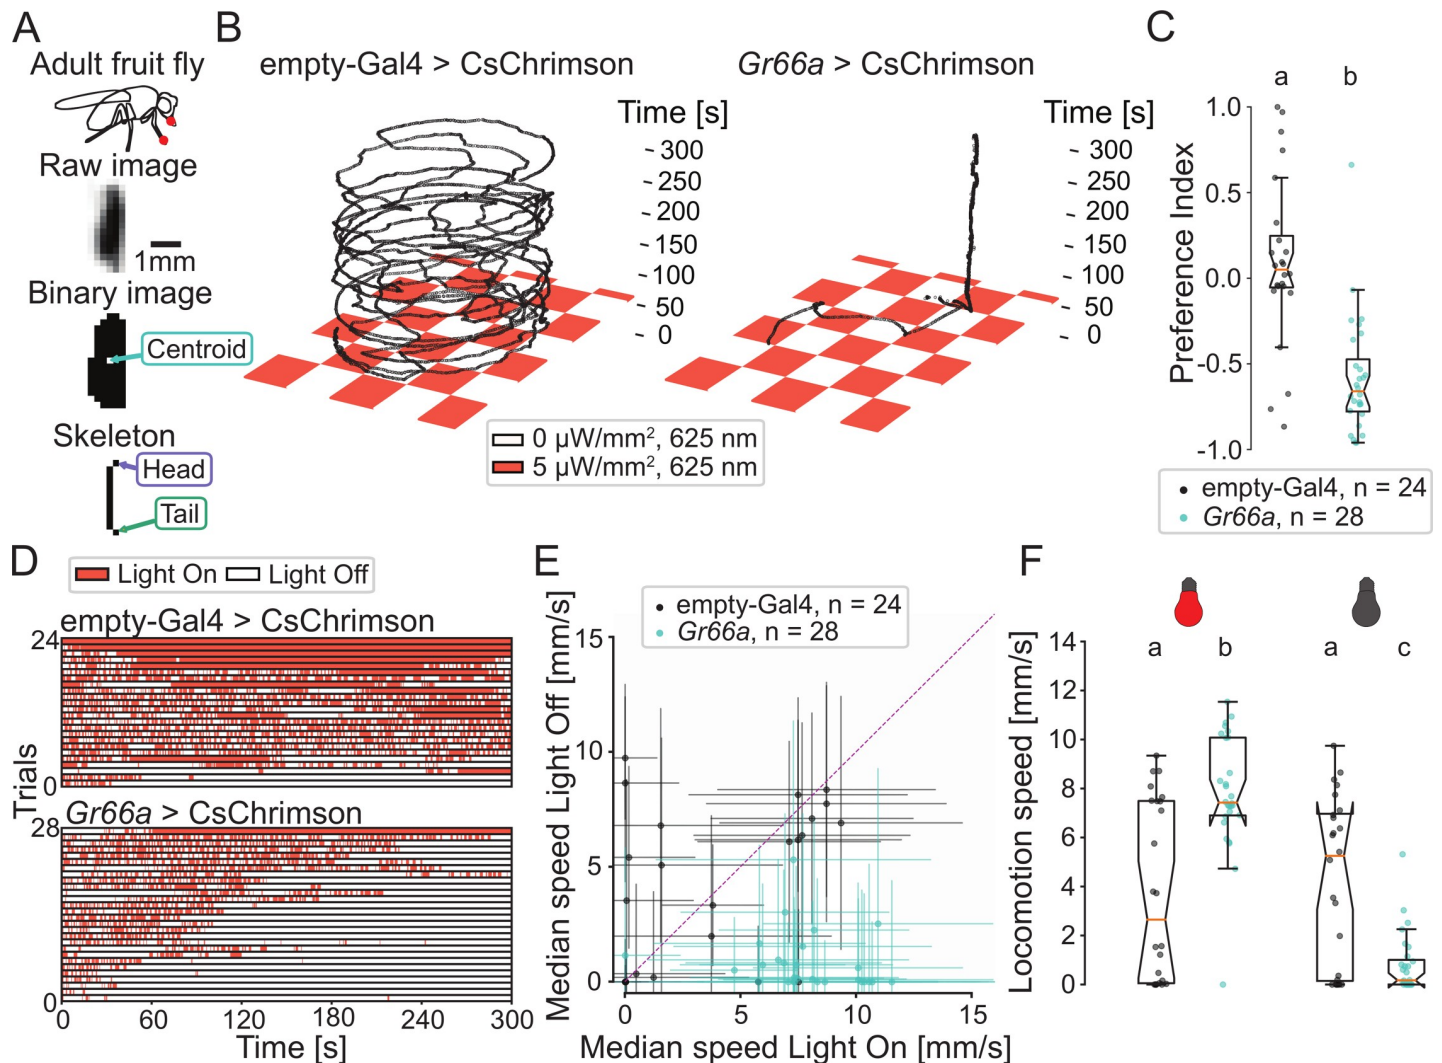 A
Adult fruit fly
Raw image
1mm
Binary image
Centroid
Skeleton
Head
Tail
B
empty-Gal4 > CsChrimson
Time [s]
300
250
200
150
100
50
0
Gr66a > CsChrimson
Time [s]
300
250
200
150
100
50
0
0 µW/mm², 625 nm
5 µW/mm², 625 nm
C
a b
Preference Index
1.0
0.5
0.0
-0.5
-1.0
empty-Gal4, n = 24
Gr66a, n = 28
D
Light On Light Off
empty-Gal4 > CsChrimson
24
0
Trials
Gr66a > CsChrimson
28
0
0 60 120 180 240 300
Time [s]
E
empty-Gal4, n = 24
Gr66a, n = 28
Median speed Light Off [mm/s]
15
10
5
0
0 5 10 15
Median speed Light On [mm/s]
F
Locomotion speed [mm/s]
14
12
10
8
6
4
2
0
a b a c